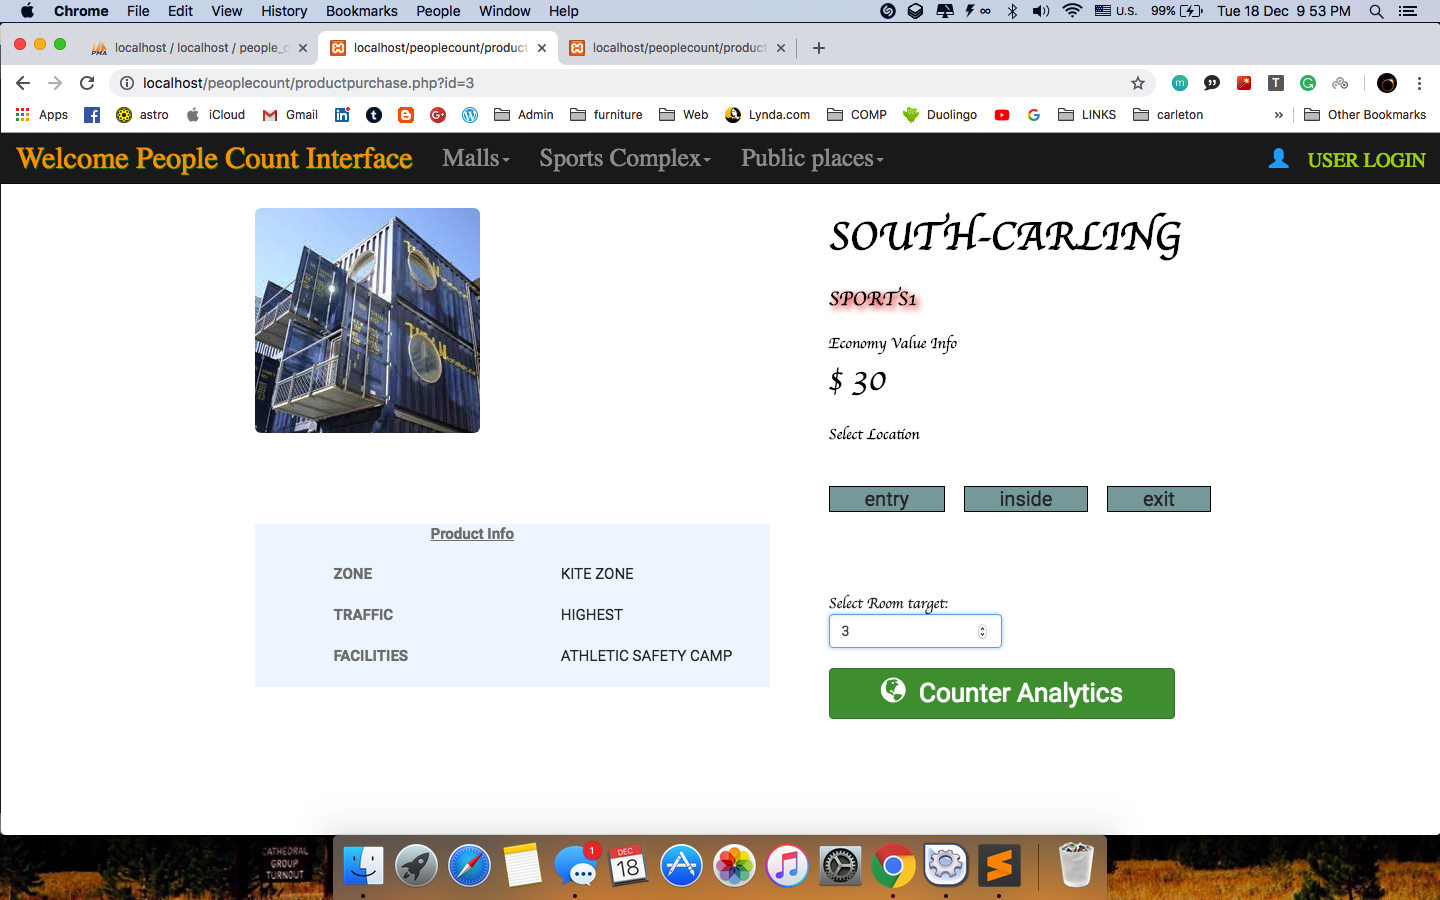 Chrome File Edit View History Bookmarks People Window Help U.S. 99% Tue 18 Dec 9 53 PM
PMA localhost / localhost / people_ localhost/peoplecount/product localhost/peoplecount/product
localhost/peoplecount/productpurchase.php?id=3
Apps astro iCloud Gmail Admin furniture Web Lynda.com COMP Duolingo LINKS carleton » Other Bookmarks
Welcome People Count Interface Malls Sports Complex Public places USER LOGIN
SOUTH-CARLING
SPORTS1
Economy Value Info
$ 30
Select Location
entry inside exit
Product Info
ZONE KITE ZONE
TRAFFIC HIGHEST
FACILITIES ATHLETIC SAFETY CAMP
Select Room target:
3
Counter Analytics
CATHEDRAL
GROUP
TURNOUT
1
DEC
18